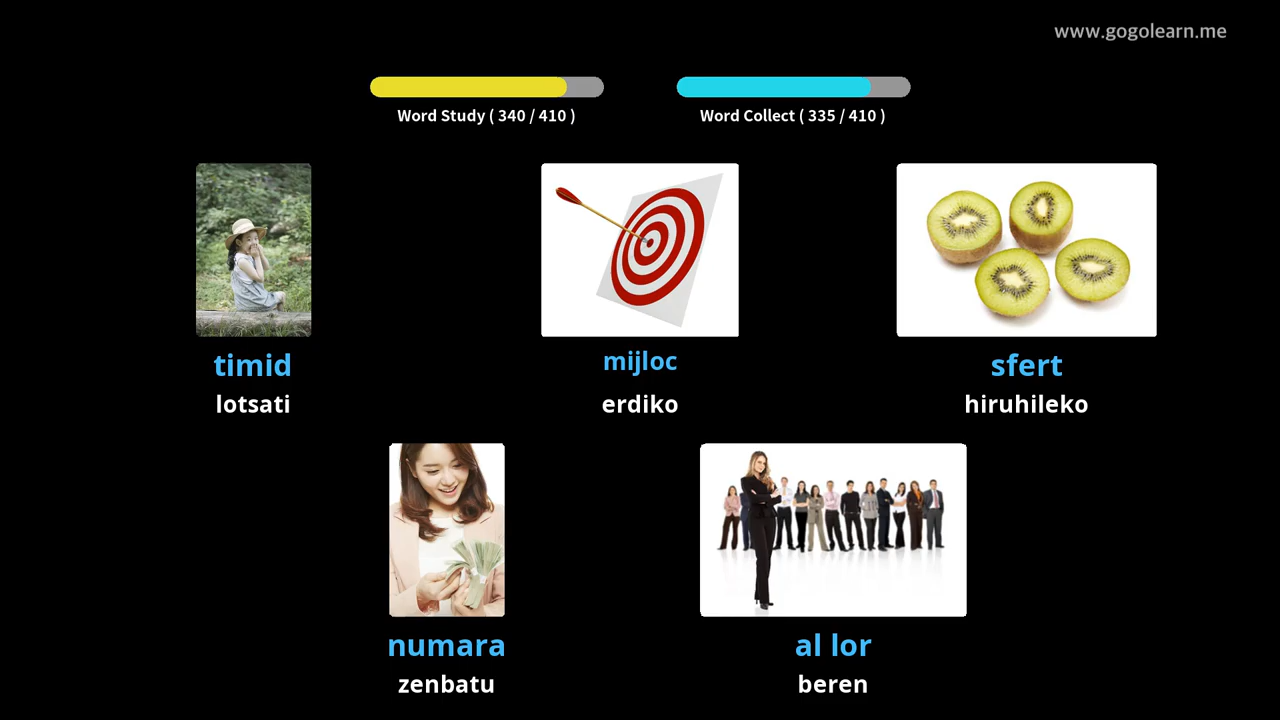 www.gogolearn.me
Word Study ( 340 / 410 )
Word Collect ( 335 / 410 )
timid
lotsati
mijloc
erdiko
sfert
hiruhileko
numara
zenbatu
al lor
beren